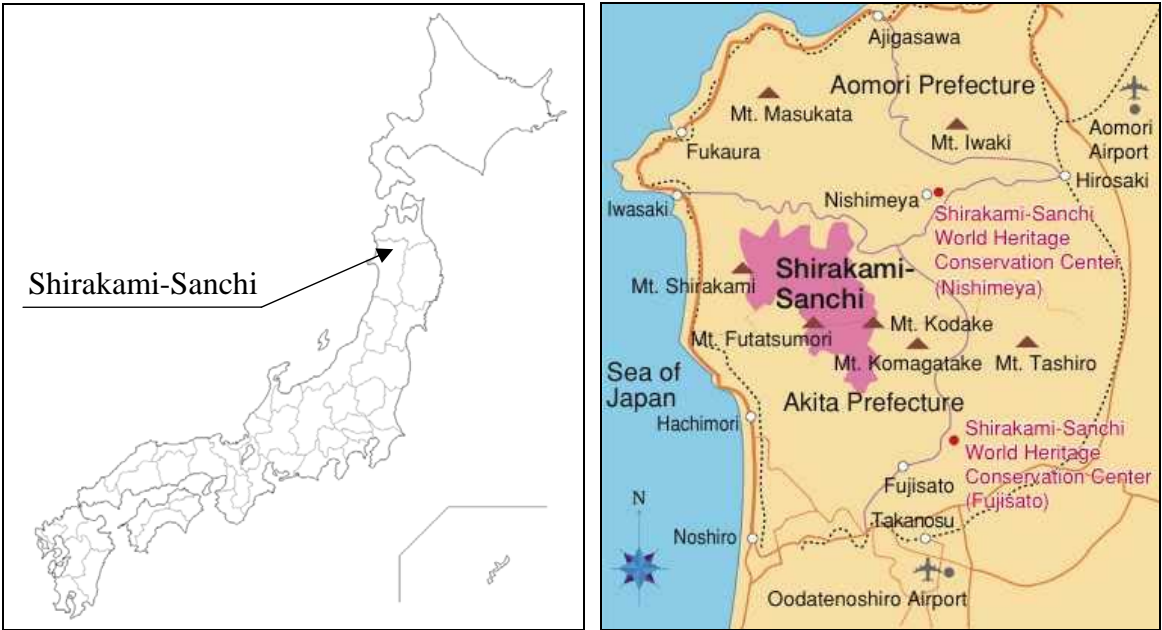 Shirakami-Sanchi
Ajigasawa
Aomori Prefecture
Mt. Masukata
Mt. Iwaki
Aomori
Airport
Fukaura
Hirosaki
Nishimeya
Iwasaki
Shirakami-Sanchi
World Heritage
Conservation Center
(Nishimeya)
Shirakami-
Sanchi
Mt. Shirakami
Mt. Kodake
Mt. Futatsumori
Mt. Komagatake
Mt. Tashiro
Sea of
Japan
Akita Prefecture
Hachimori
Shirakami-Sanchi
World Heritage
Conservation Center
(Fujisato)
Fujisato
N
Takanosu
Noshiro
Oodatenoshiro Airport